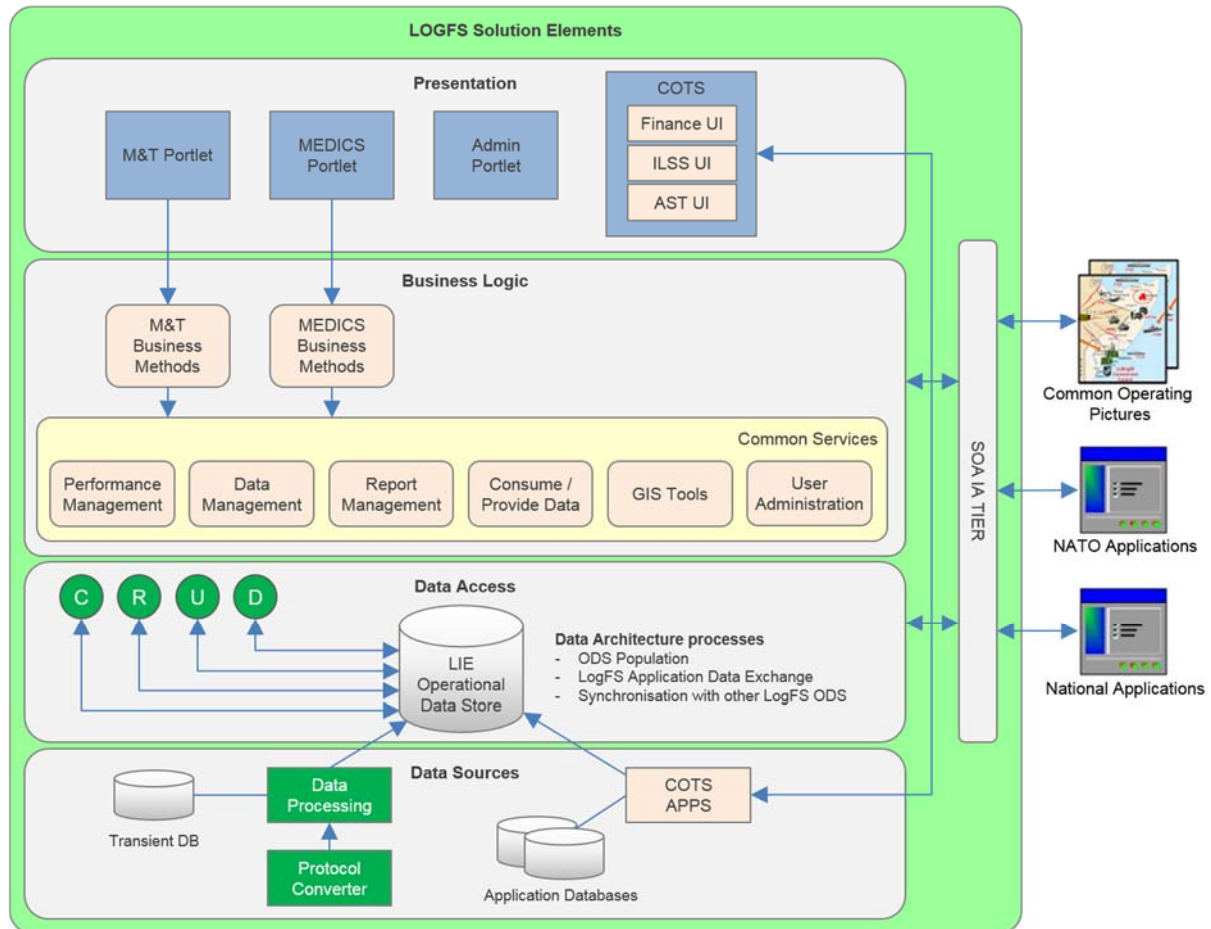 LOGFS Solution Elements
Presentation
M&T Portlet
MEDICS
Portlet
Admin
Portlet
COTS
Finance UI
ILSS UI
AST UI
Business Logic
M&T
Business
Methods
MEDICS
Business
Methods
Common Services
Performance
Management
Data
Management
Report
Management
Consume /
Provide Data
GIS Tools
User
Administration
Data Access
C
R
U
D
LIE
Operational
Data Store
Data Architecture processes
- ODS Population
- LogFS Application Data Exchange
- Synchronisation with other LogFS ODS
Data Sources
Transient DB
Data
Processing
Protocol
Converter
COTS
APPS
Application Databases
SOA IA TIER
Common Operating
Pictures
NATO Applications
National Applications